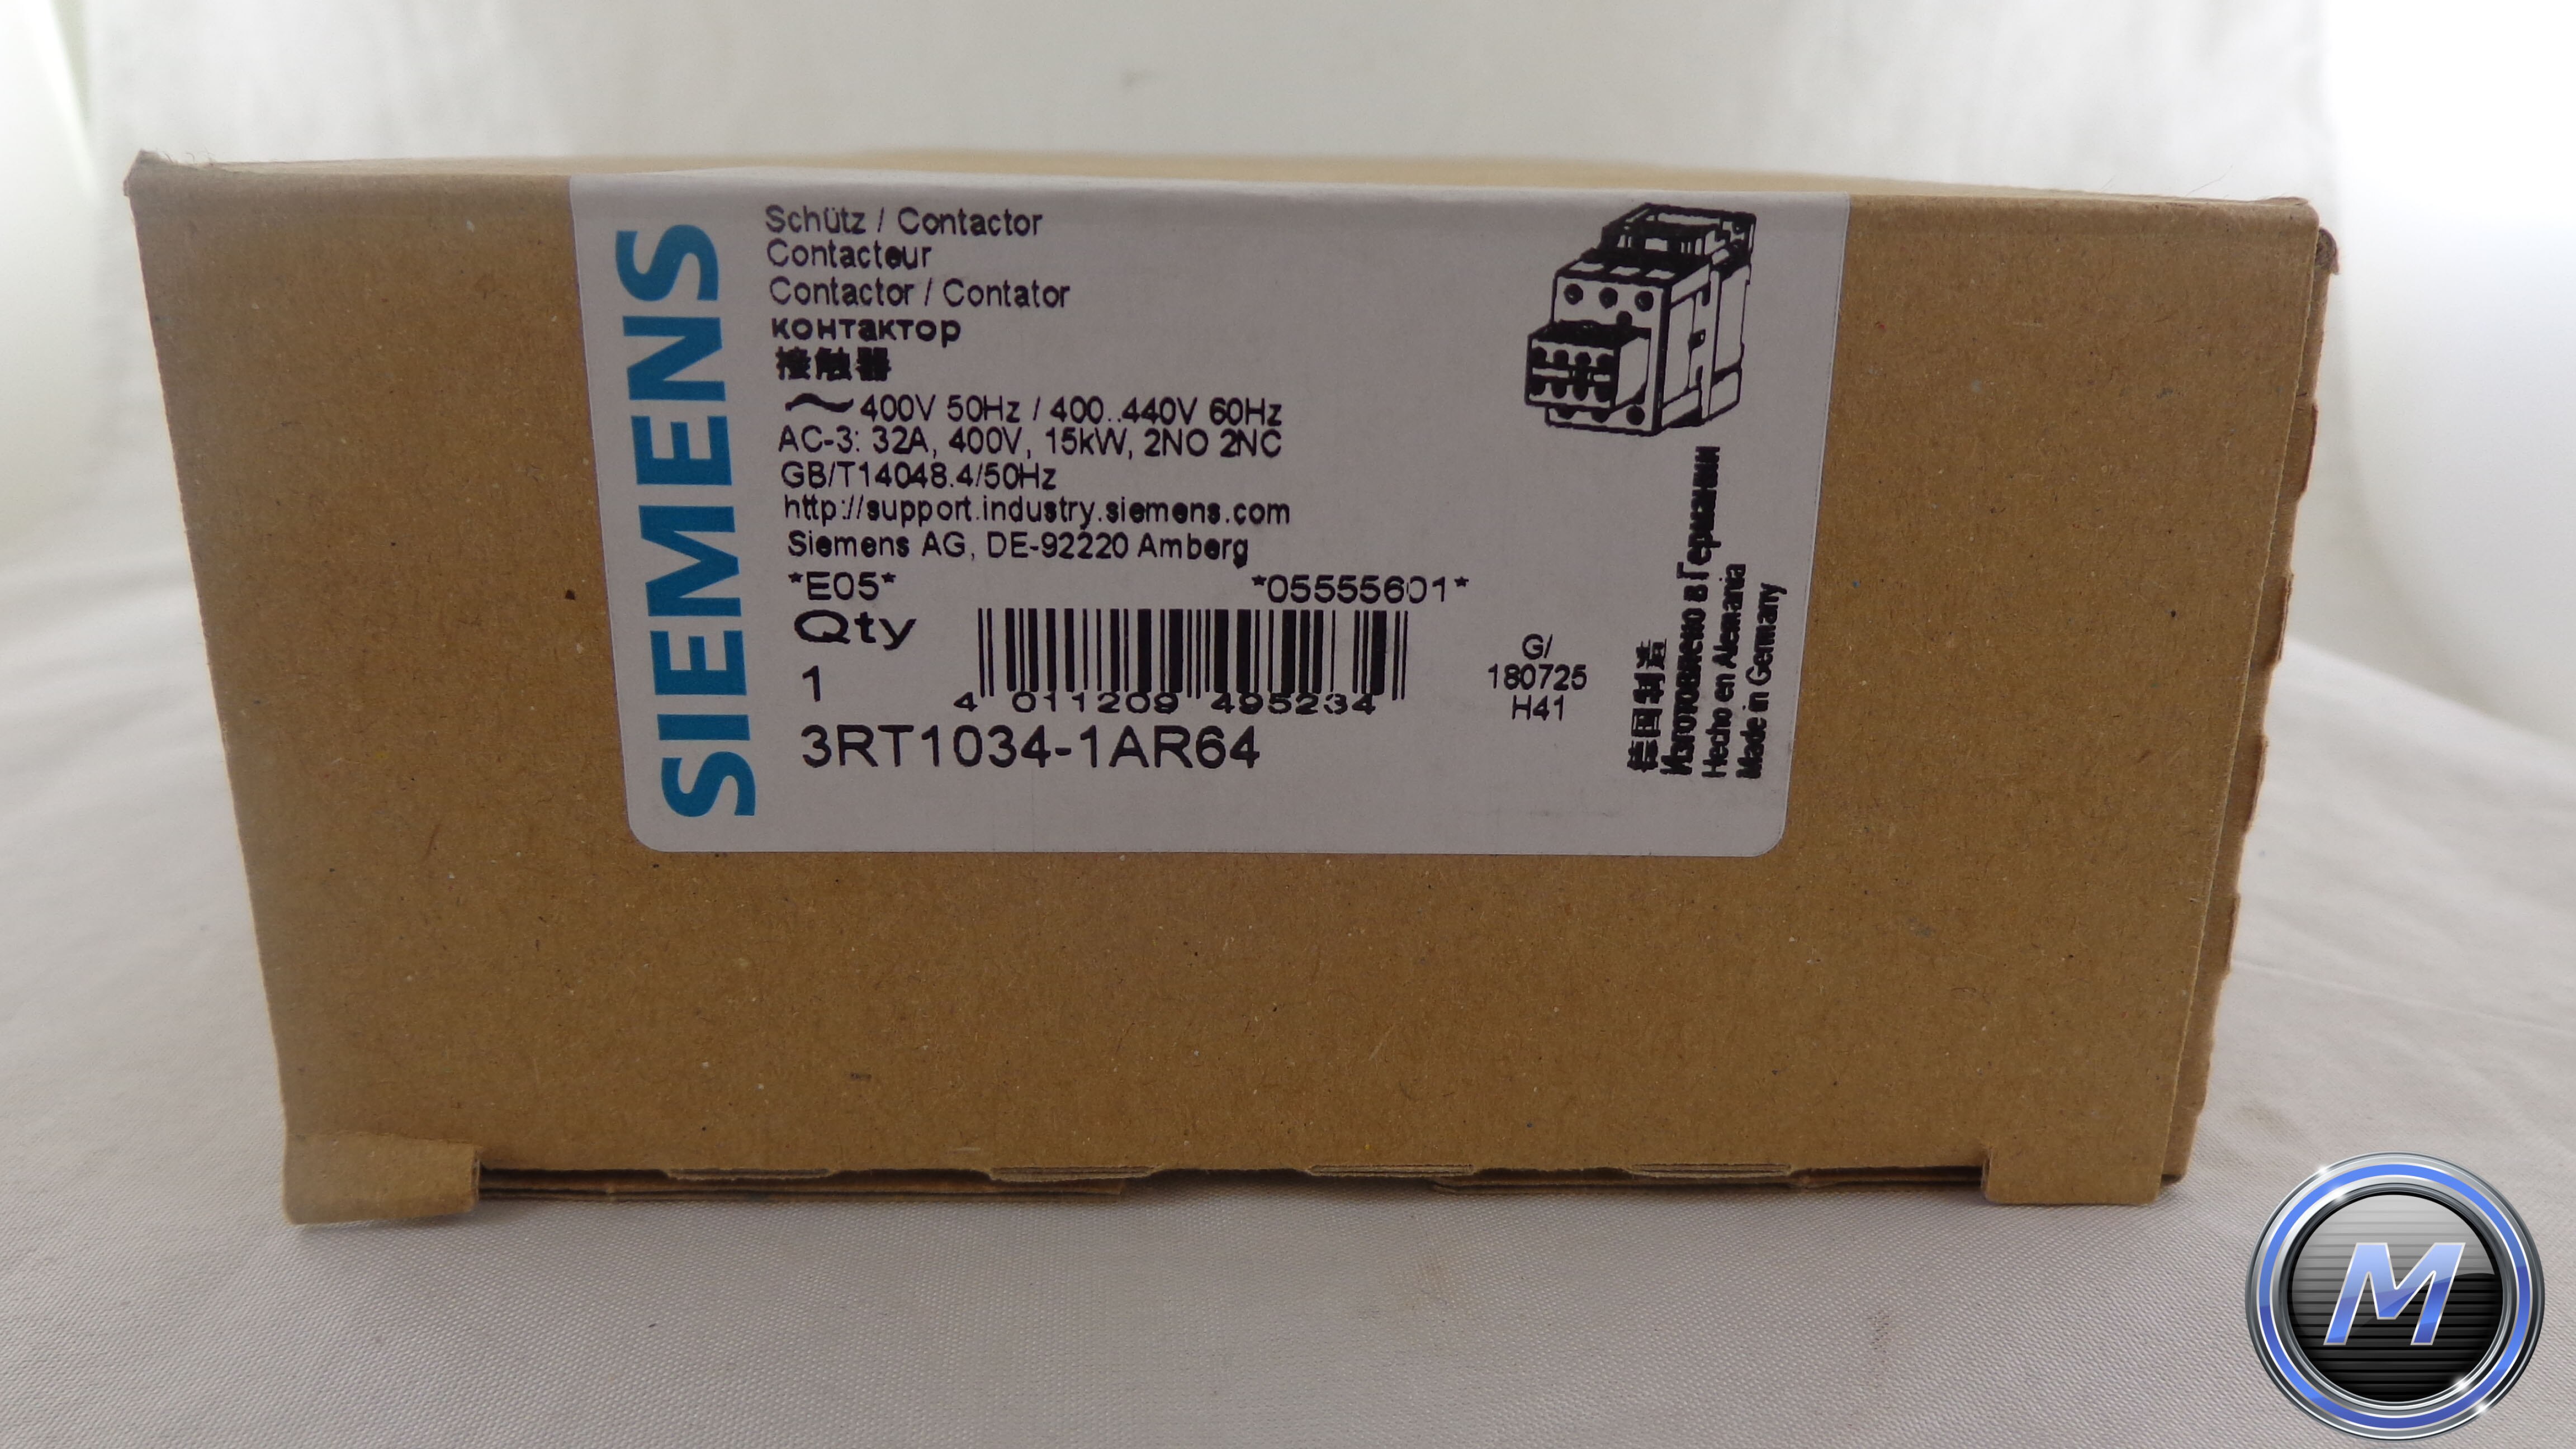 SIEMENS
Schütz / Contactor
Contacteur
Contactor / Contator
контактор
接触器
~400V 50Hz / 400..440V 60Hz
AC-3: 32A, 400V, 15kW, 2NO 2NC
GB/T14048.4/50Hz
http://support.industry.siemens.com
Siemens AG, DE-92220 Amberg
*E05* *05555601*
Qty
1
4 011209 495234
3RT1034-1AR64
G/
180725
H41
德国制造
Изготовлено в Германии
Hecho en Alemania
Made in Germany
M